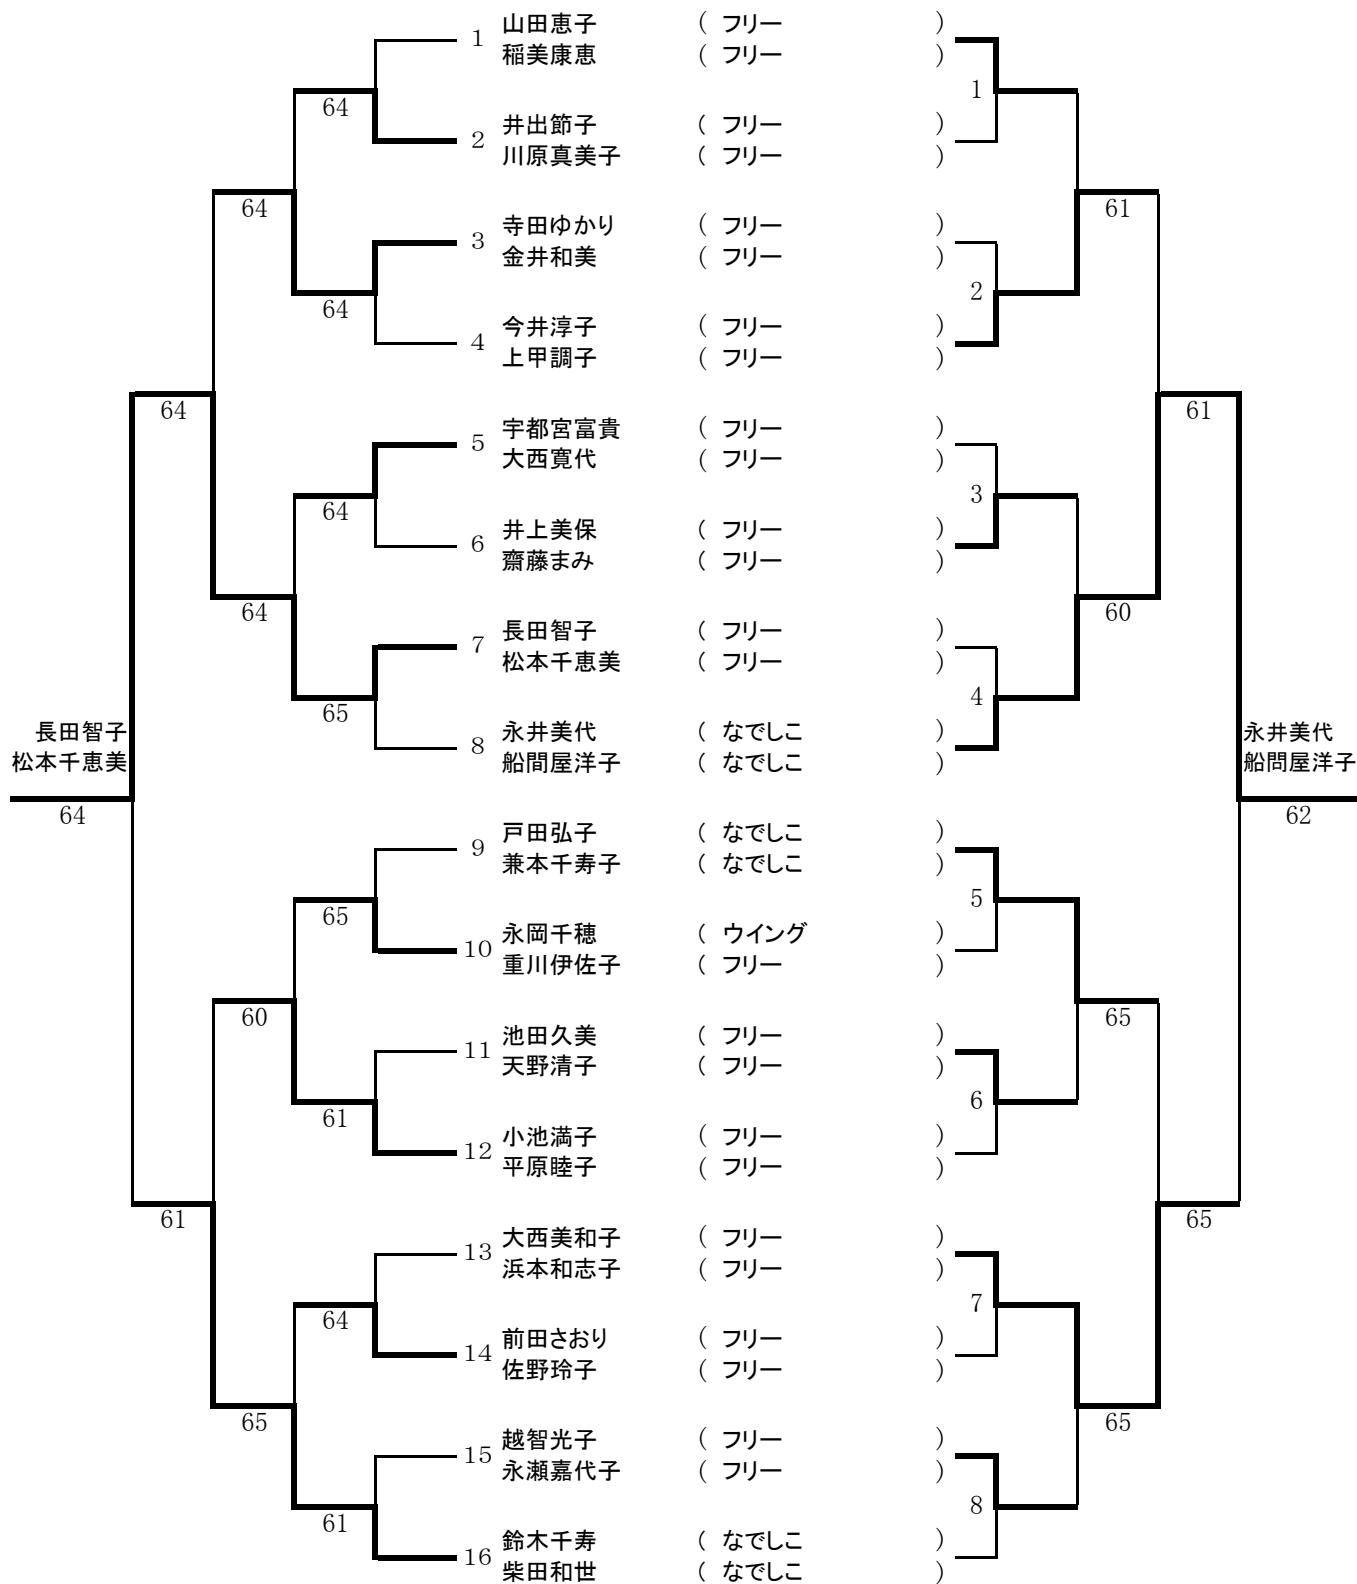 山田恵子 ( フリー )
1
稲美康恵 ( フリー )
1
64
井出節子 ( フリー )
2
川原真美子 ( フリー )
64
61
寺田ゆかり ( フリー )
3
金井和美 ( フリー )
2
64
今井淳子 ( フリー )
4
上甲調子 ( フリー )
64
61
宇都宮富貴 ( フリー )
5
大西寛代 ( フリー )
3
64
井上美保 ( フリー )
6
齋藤まみ ( フリー )
64
60
長田智子 ( フリー )
7
松本千恵美 ( フリー )
4
65
長田智子
永井美代 ( なでしこ )
永井美代
8
松本千恵美
船間屋洋子 ( なでしこ )
船問屋洋子
64
62
戸田弘子 ( なでしこ )
9
兼本千寿子 ( なでしこ )
5
65
永岡千穂 ( ウイング )
10
重川伊佐子 ( フリー )
60
65
池田久美 ( フリー )
11
天野清子 ( フリー )
6
61
小池満子 ( フリー )
12
平原睦子 ( フリー )
61
65
大西美和子 ( フリー )
13
浜本和志子 ( フリー )
7
64
前田さおり ( フリー )
14
佐野玲子 ( フリー )
65
65
越智光子 ( フリー )
15
永瀬嘉代子 ( フリー )
8
61
鈴木千寿 ( なでしこ )
16
柴田和世 ( なでしこ )